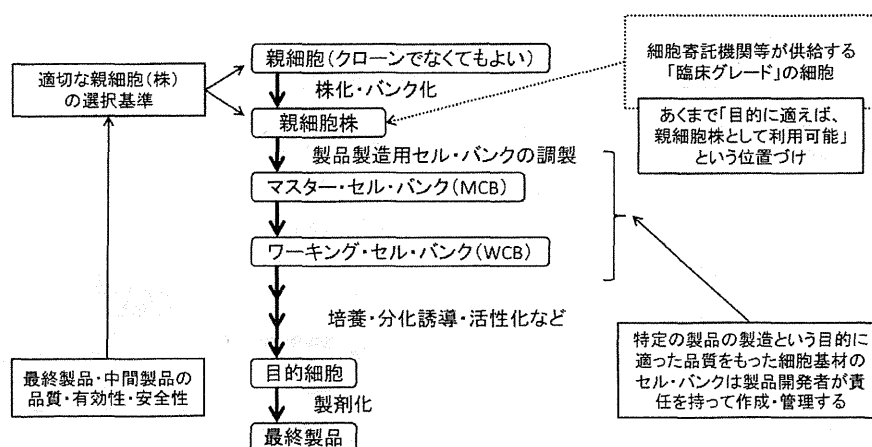 親細胞(クローンでなくてもよい)
株化・バンク化
適切な親細胞(株)
の選択基準
細胞寄託機関等が供給する
「臨床グレード」の細胞
あくまで「目的に適えば、
親細胞株として利用可能」
という位置づけ
親細胞株
製品製造用セル・バンクの調製
マスター・セル・バンク(MCB)
ワーキング・セル・バンク(WCB)
培養・分化誘導・活性化など
特定の製品の製造という目的に
適った品質をもった細胞基材の
セル・バンクは製品開発者が責
任を持って作成・管理する
最終製品・中間製品の
品質・有効性・安全性
目的細胞
製剤化
最終製品